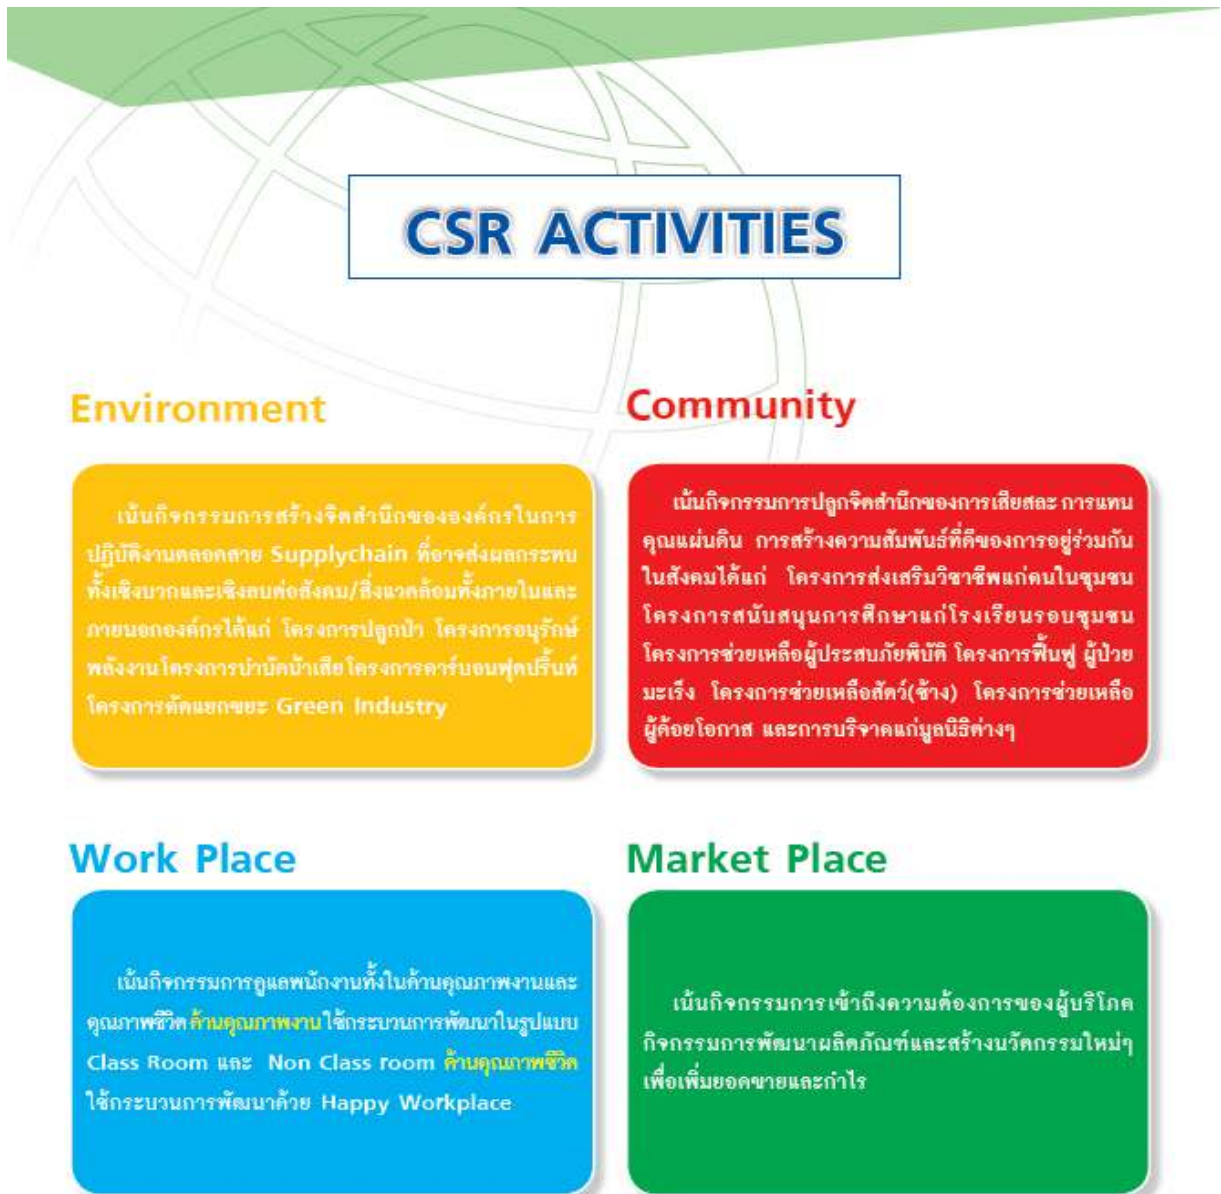 CSR ACTIVITIES
Environment
เน้นกิจกรรมการสร้างจิตสำนึกขององค์กรในการ
ปฏิบัติงานตลอดสาย Supplychain ที่อาจส่งผลกระทบ
ทั้งเชิงบวกและเชิงลบต่อสังคม/สิ่งแวดล้อมทั้งภายในและ
ภายนอกองค์กรได้แก่ โครงการปลูกป่า โครงการอนุรักษ์
พลังงาน โครงการบำบัดน้ำเสีย โครงการคาร์บอนฟุตปริ้นท์
โครงการคัดแยกขยะ Green Industry
Community
เน้นกิจกรรมการปลูกจิตสำนึกของการเสียสละ การแทน
คุณแผ่นดิน การสร้างความสัมพันธ์ที่ดีของการอยู่ร่วมกัน
ในสังคมได้แก่ โครงการส่งเสริมวิชาชีพแก่คนในชุมชน
โครงการสนับสนุนการศึกษาแก่โรงเรียนรอบชุมชน
โครงการช่วยเหลือผู้ประสบภัยพิบัติ โครงการฟื้นฟู ผู้ป่วย
มะเร็ง โครงการช่วยเหลือสัตว์(ช้าง) โครงการช่วยเหลือ
ผู้ด้อยโอกาส และการบริจาคแก่มูลนิธิต่างๆ
Work Place
เน้นกิจกรรมการดูแลพนักงานทั้งในด้านคุณภาพงานและ
คุณภาพชีวิต ด้านคุณภาพงาน ใช้กระบวนการพัฒนาในรูปแบบ
Class Room และ Non Class room ด้านคุณภาพชีวิต
ใช้กระบวนการพัฒนาด้วย Happy Workplace
Market Place
เน้นกิจกรรมการเข้าถึงความต้องการของผู้บริโภค
กิจกรรมการพัฒนาผลิตภัณฑ์และสร้างนวัตกรรมใหม่ๆ
เพื่อเพิ่มยอดขายและกำไร